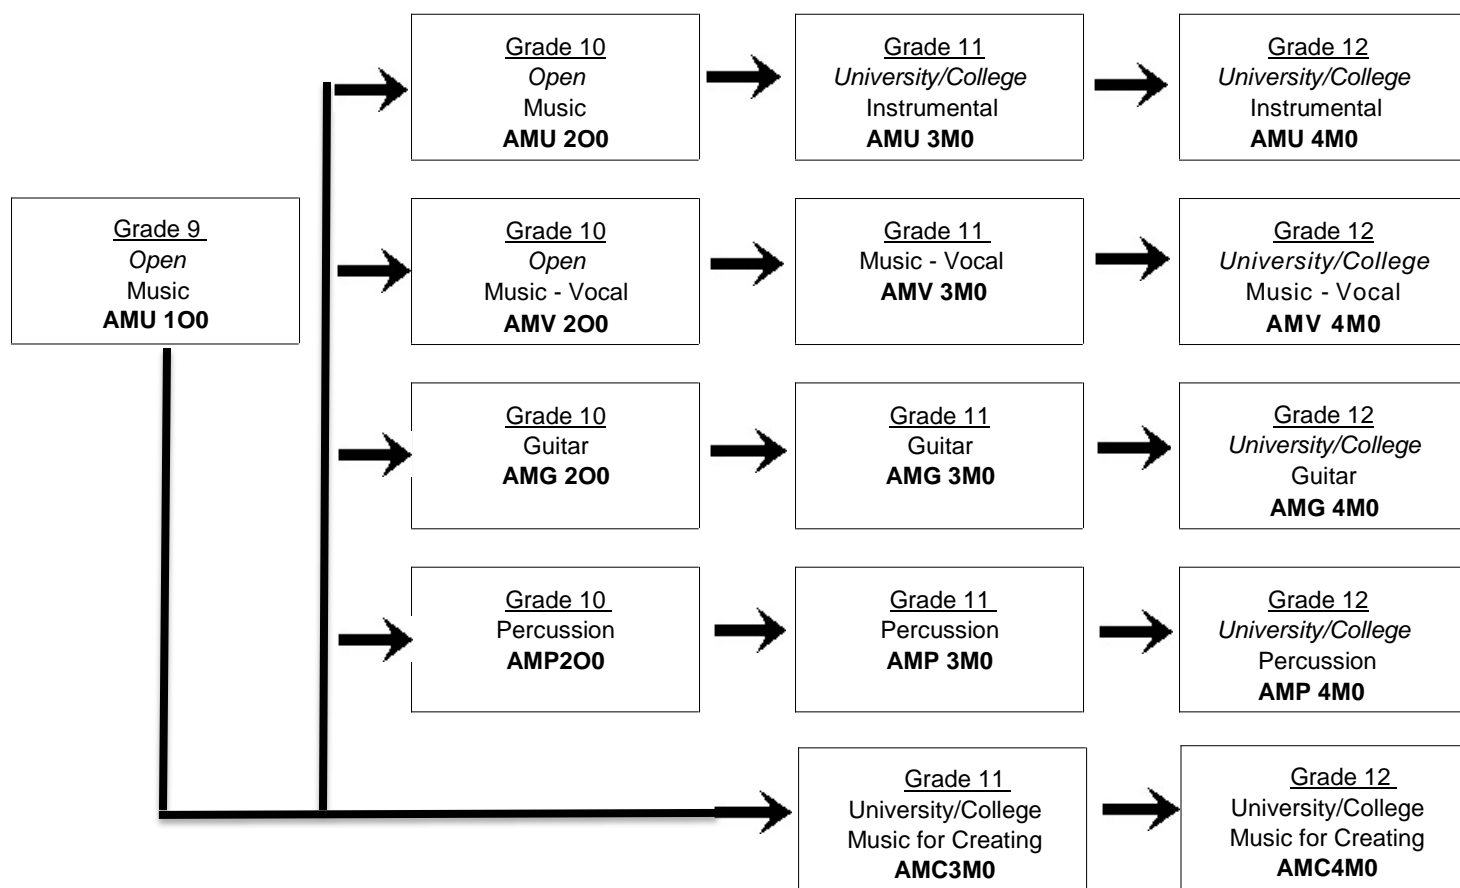 Grade 10
Open
Music
AMU 2O0
Grade 11
University/College
Instrumental
AMU 3M0
Grade 12
University/College
Instrumental
AMU 4M0
Grade 9
Open
Music
AMU 1O0
Grade 10
Open
Music - Vocal
AMV 2O0
Grade 11
Music - Vocal
AMV 3M0
Grade 12
University/College
Music - Vocal
AMV 4M0
Grade 10
Guitar
AMG 2O0
Grade 11
Guitar
AMG 3M0
Grade 12
University/College
Guitar
AMG 4M0
Grade 10
Percussion
AMP2O0
Grade 11
Percussion
AMP 3M0
Grade 12
University/College
Percussion
AMP 4M0
Grade 11
University/College
Music for Creating
AMC3M0
Grade 12
University/College
Music for Creating
AMC4M0